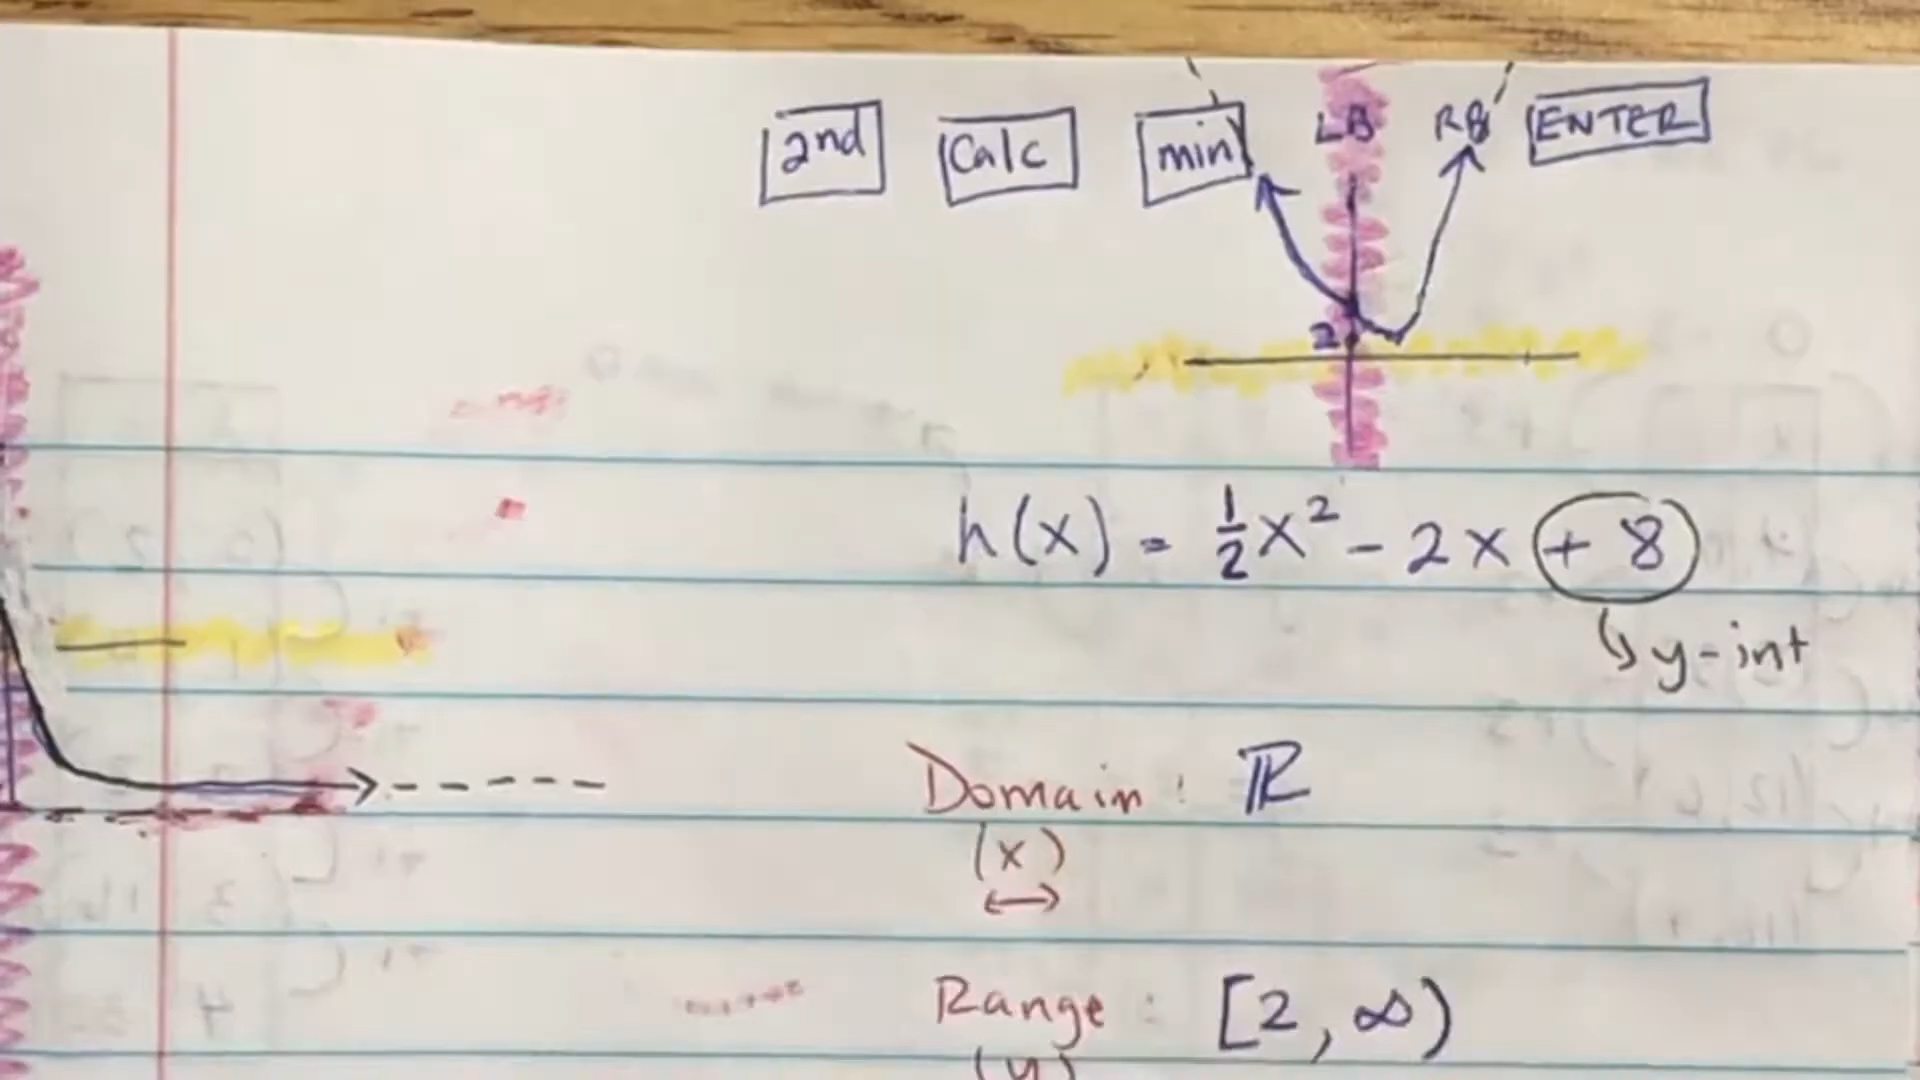 2nd Calc min LB RB ENTER
2
h(x) = ½x² - 2x + 8
y-int
Domain : ℝ
(x)
Range : [2, ∞)
(y)